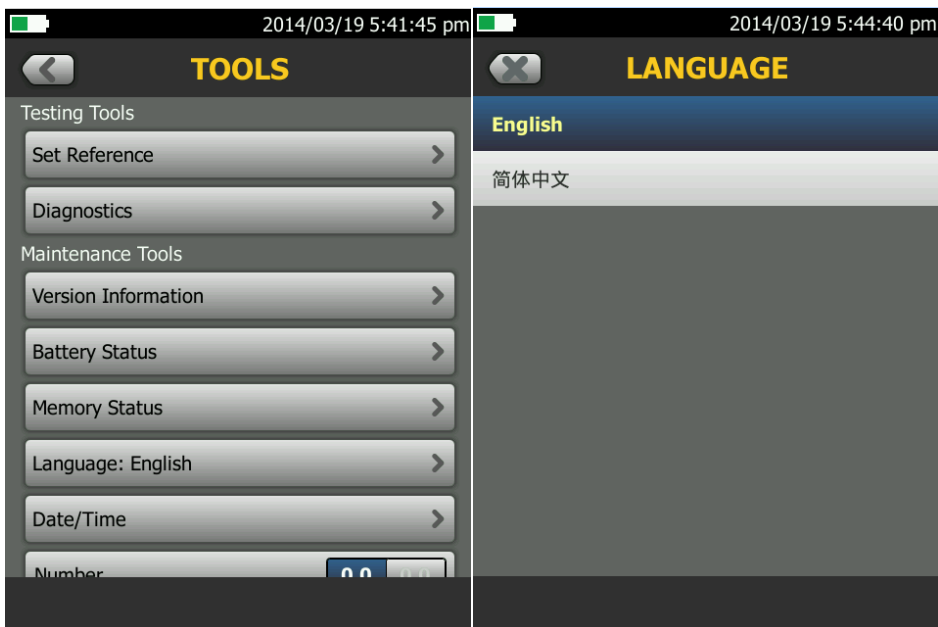 2014/03/19 5:41:45 pm
TOOLS
Testing Tools
Set Reference
Diagnostics
Maintenance Tools
Version Information
Battery Status
Memory Status
Language: English
Date/Time
Number
2014/03/19 5:44:40 pm
LANGUAGE
English
简体中文